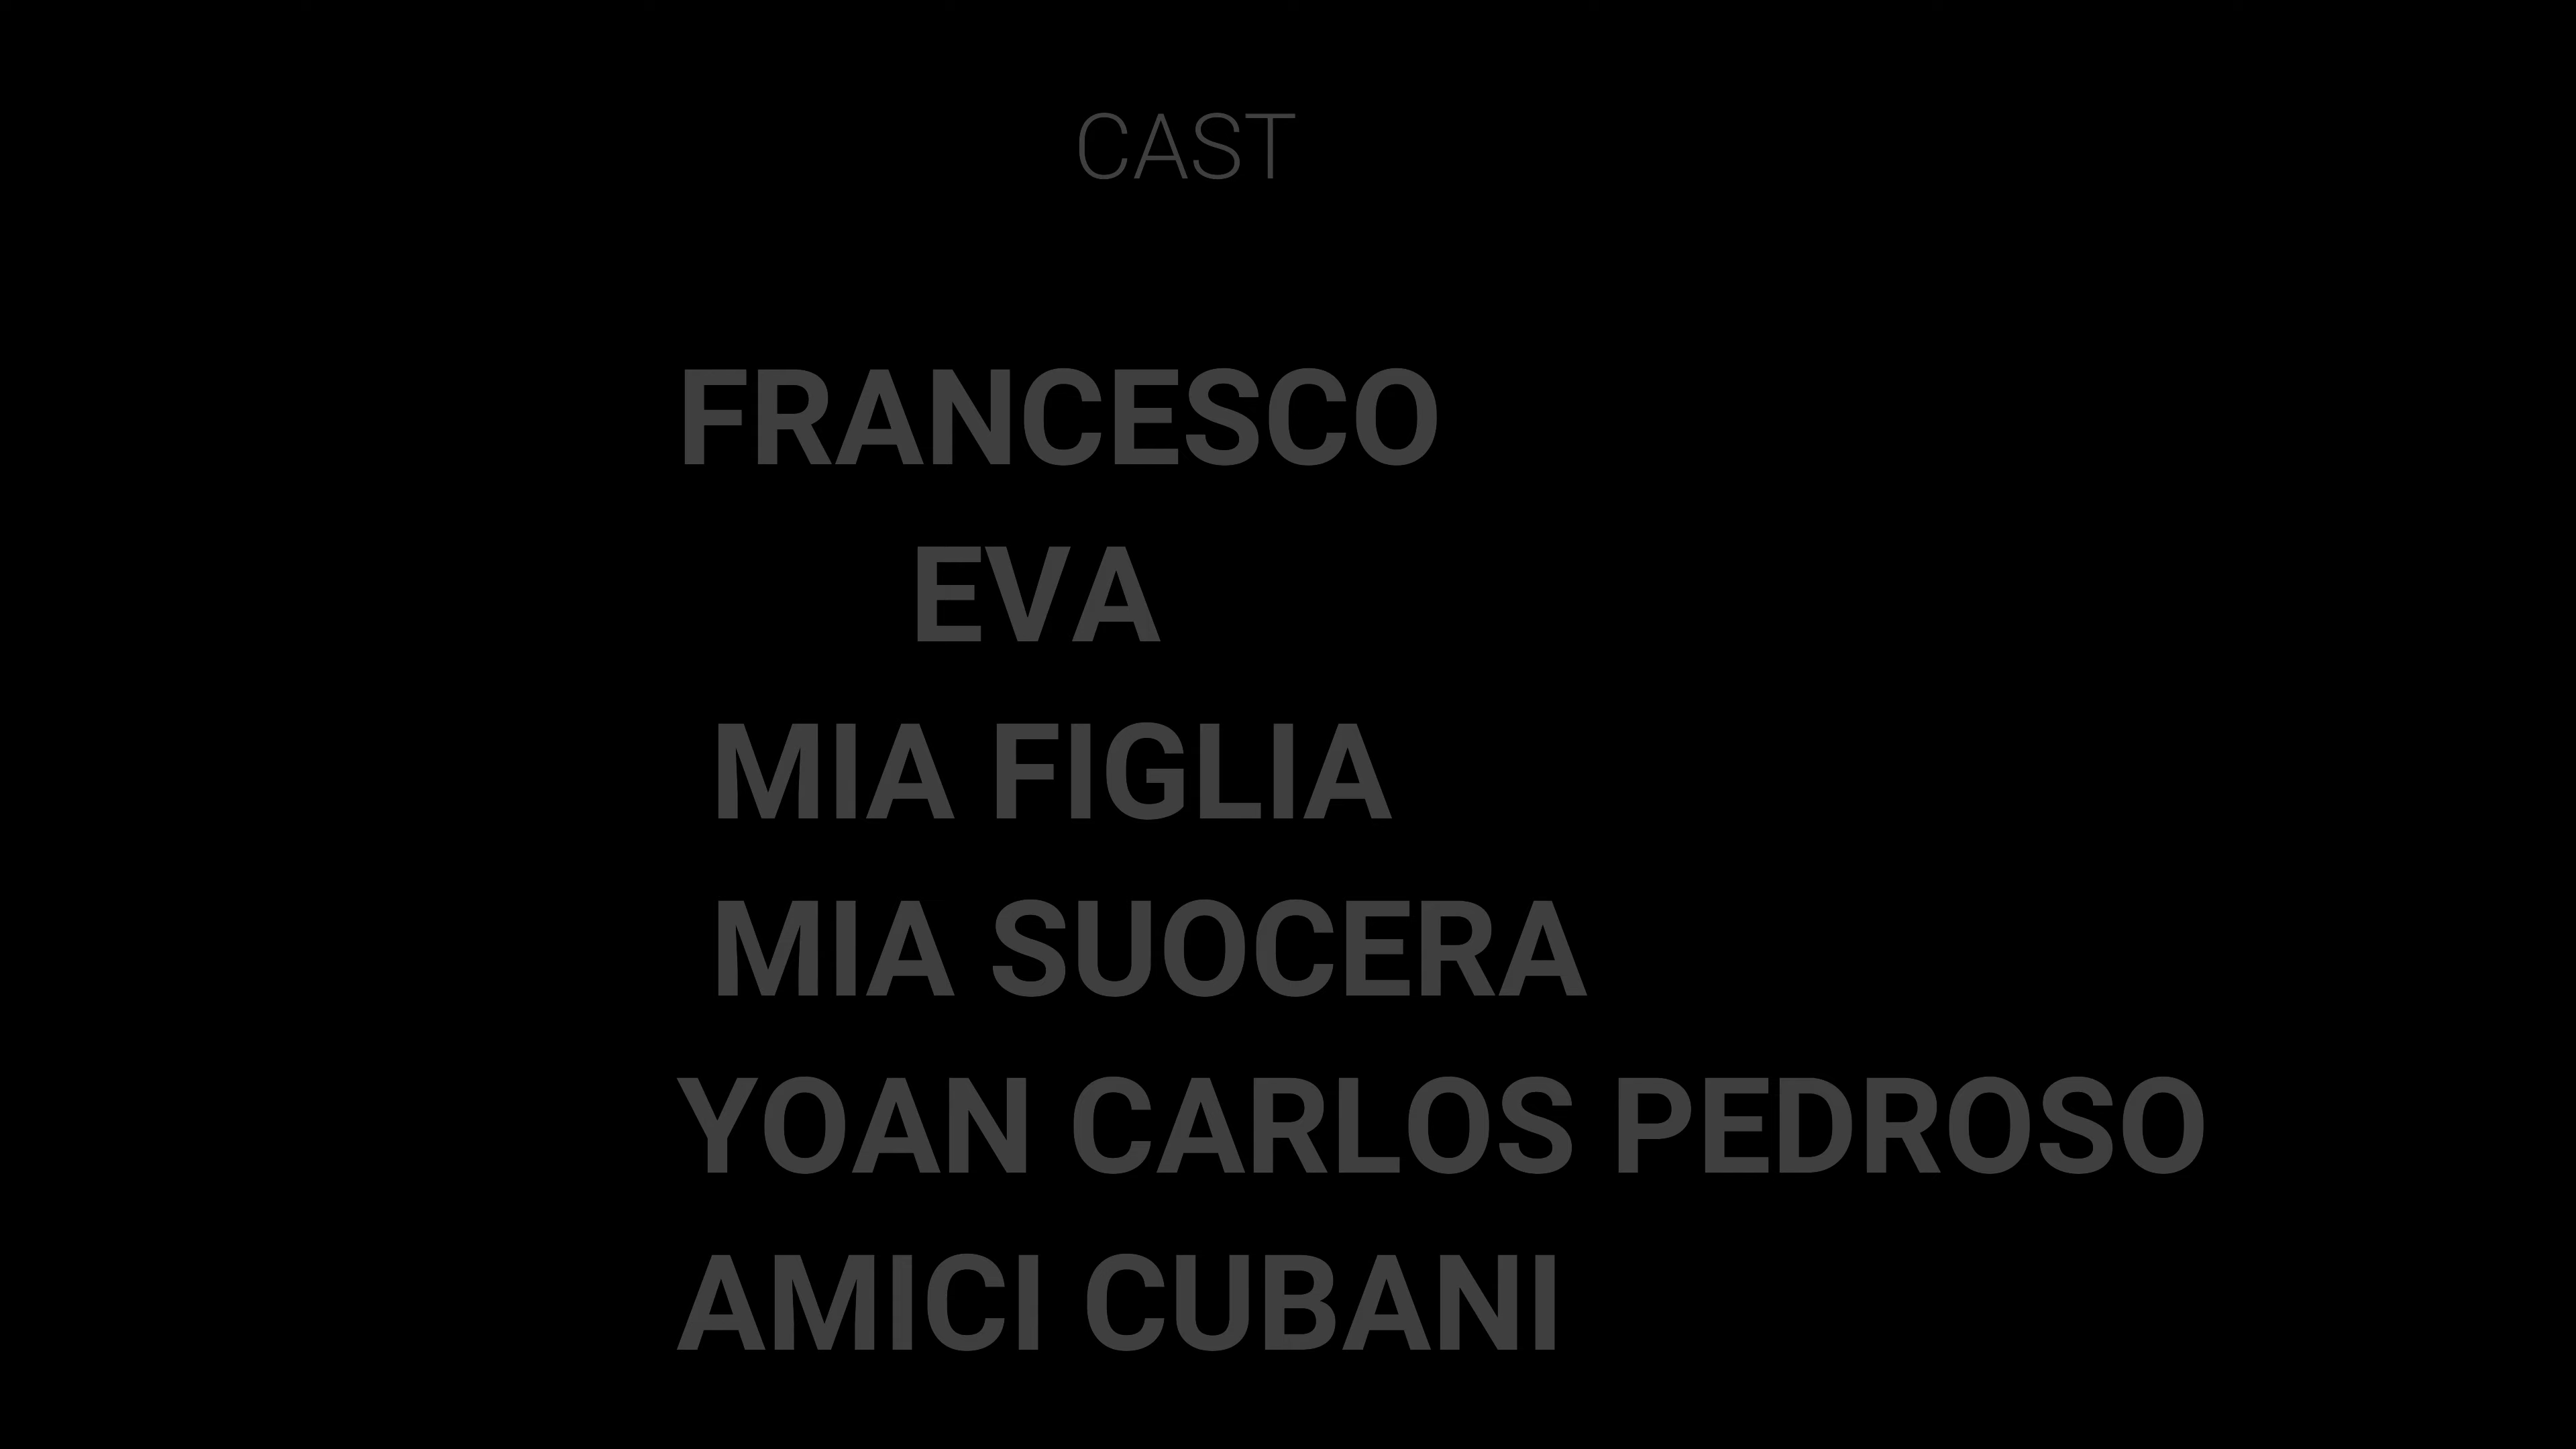 CAST
FRANCESCO
EVA
MIA FIGLIA
MIA SUOCERA
YOAN CARLOS PEDROSO
AMICI CUBANI